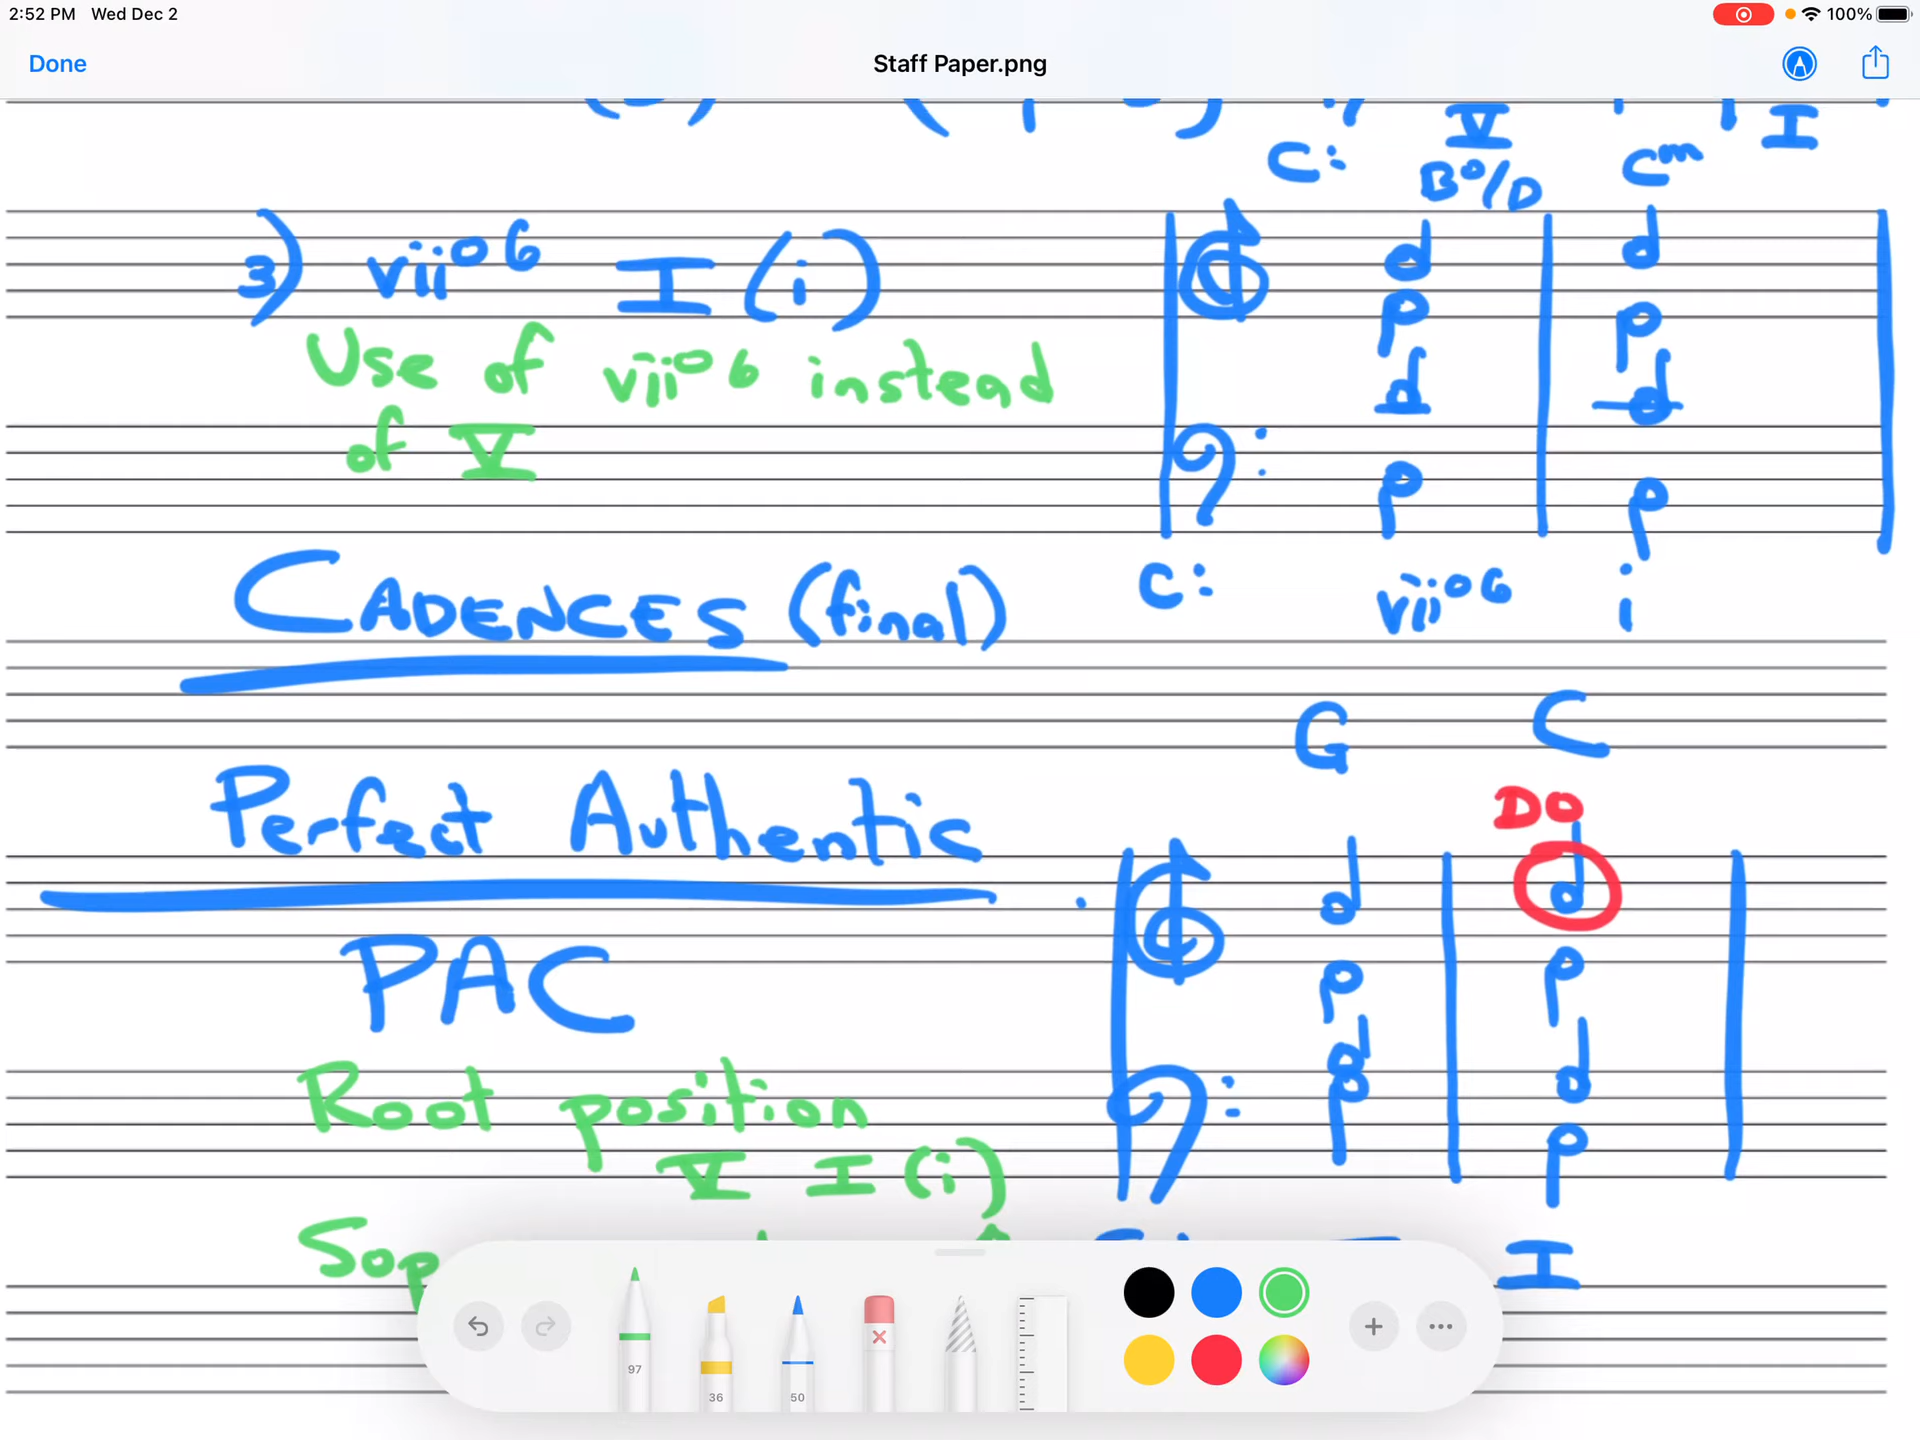 2:52 PM Wed Dec 2
100%
Done
Staff Paper.png
V
I
C:
B°/D
Cm
3) vii°6 I (i)
Use of vii°6 instead
of V
C: vii°6 i
CADENCES (final)
G C
DO
Perfect Authentic
PAC
Root position
V I (i)
Sop
I
97
36
50